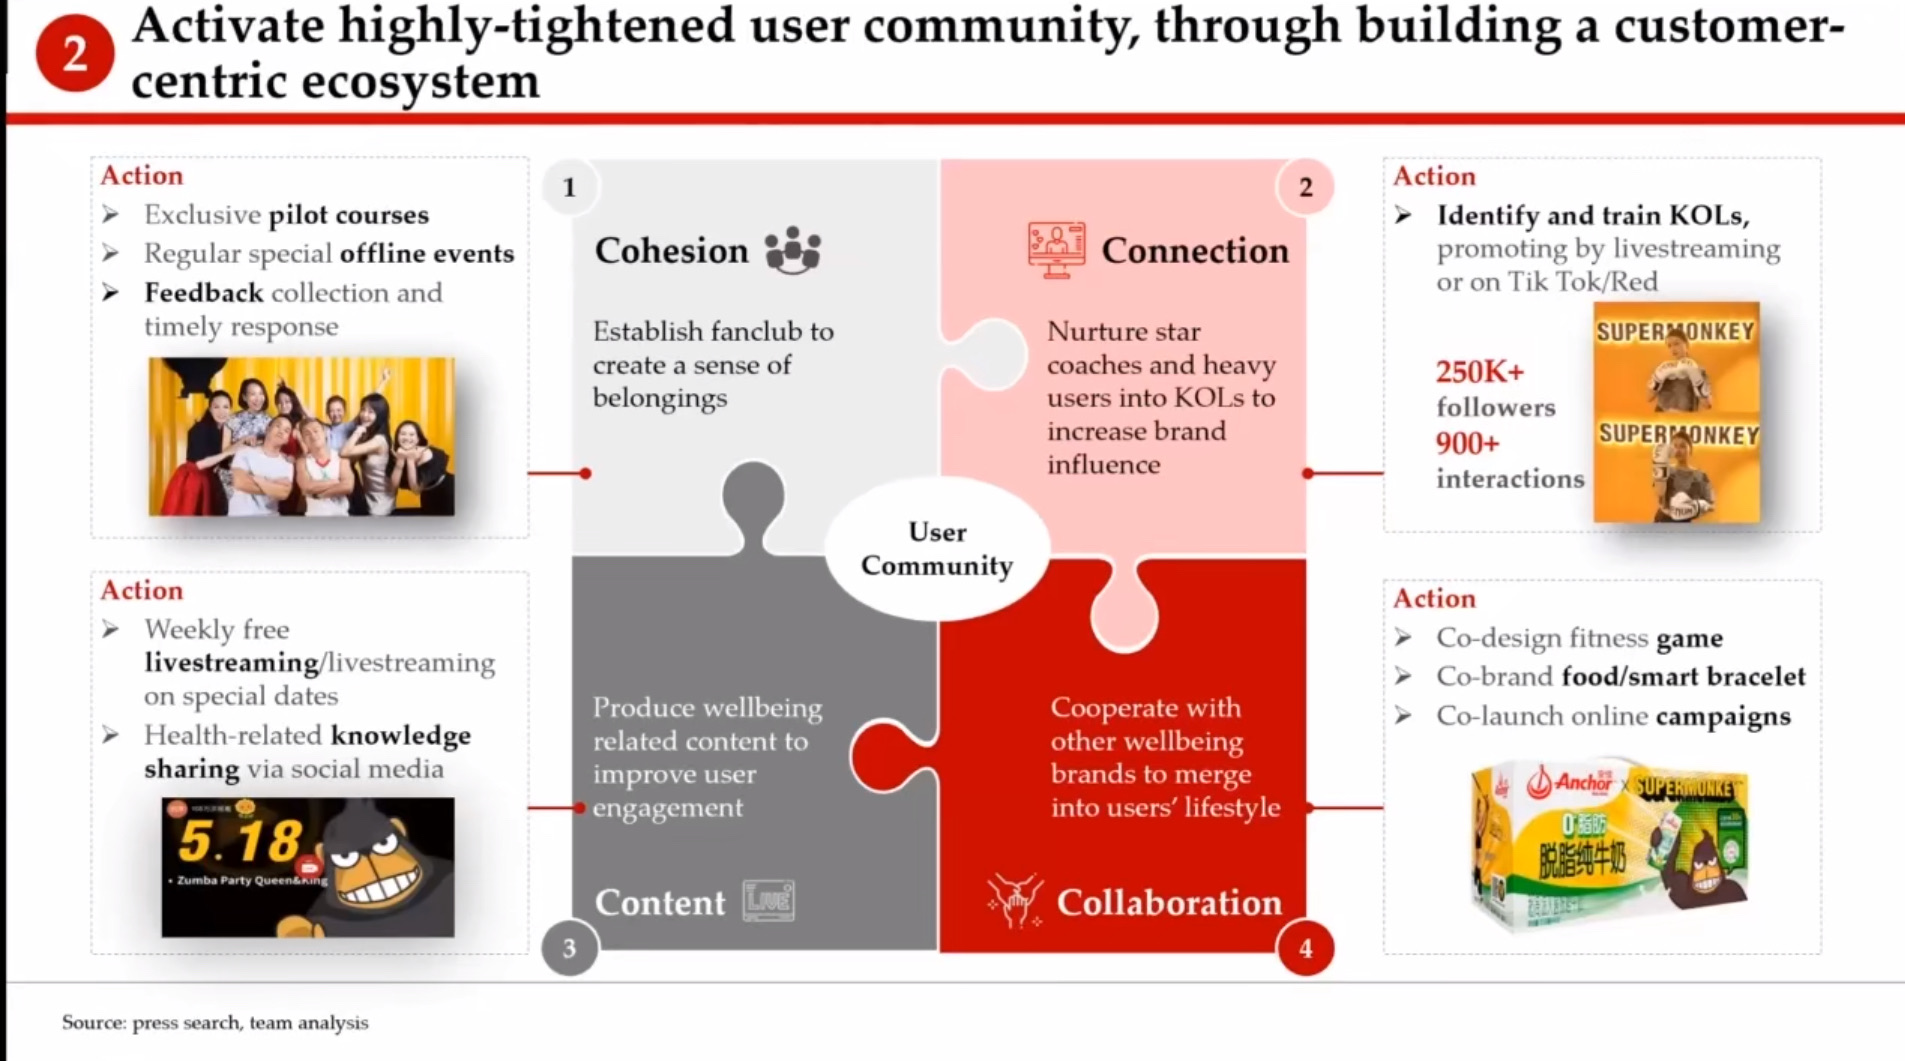 2
Activate highly-tightened user community, through building a customer-
centric ecosystem
Action
➢ Exclusive pilot courses
➢ Regular special offline events
➢ Feedback collection and
timely response
1
Cohesion
Establish fanclub to
create a sense of
belongings
2
Connection
Nurture star
coaches and heavy
users into KOLs to
increase brand
influence
Action
➢ Identify and train KOLs,
promoting by livestreaming
or on Tik Tok/Red
250K+
followers
900+
interactions
SUPERMONKEY
SUPERMONKEY
User
Community
Action
➢ Weekly free
livestreaming/livestreaming
on special dates
➢ Health-related knowledge
sharing via social media
5.18
• Zumba Party Queen&King
Produce wellbeing
related content to
improve user
engagement
Content
LIVE
3
Cooperate with
other wellbeing
brands to merge
into users' lifestyle
Collaboration
4
Action
➢ Co-design fitness game
➢ Co-brand food/smart bracelet
➢ Co-launch online campaigns
Anchor x SUPERMONKEY
0脂肪
脱脂纯牛奶
Source: press search, team analysis